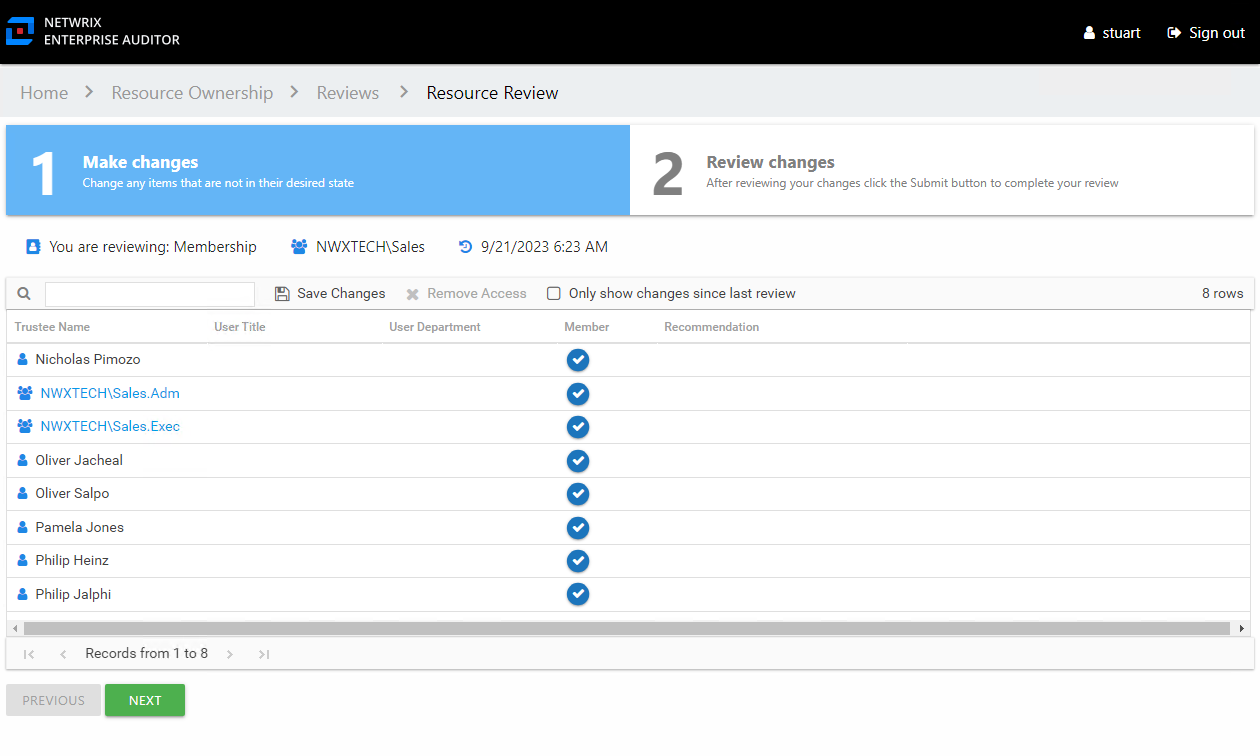 NETWRIX
ENTERPRISE AUDITOR
stuart Sign out
Home > Resource Ownership > Reviews > Resource Review
1 Make changes
Change any items that are not in their desired state
2 Review changes
After reviewing your changes click the Submit button to complete your review
You are reviewing: Membership NWXTECH\Sales 9/21/2023 6:23 AM
Save Changes Remove Access Only show changes since last review 8 rows
Trustee Name User Title User Department Member Recommendation
Nicholas Pimozo
NWXTECH\Sales.Adm
NWXTECH\Sales.Exec
Oliver Jacheal
Oliver Salpo
Pamela Jones
Philip Heinz
Philip Jalphi
Records from 1 to 8
PREVIOUS NEXT